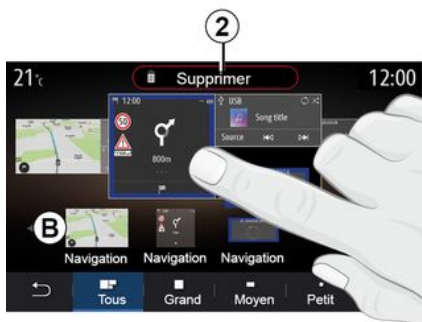 2
21°c
Supprimer
12:00
12:00
USB
50
Song title
800m
Source
B
Navigation Navigation Navigation
Tous Grand Moyen Petit